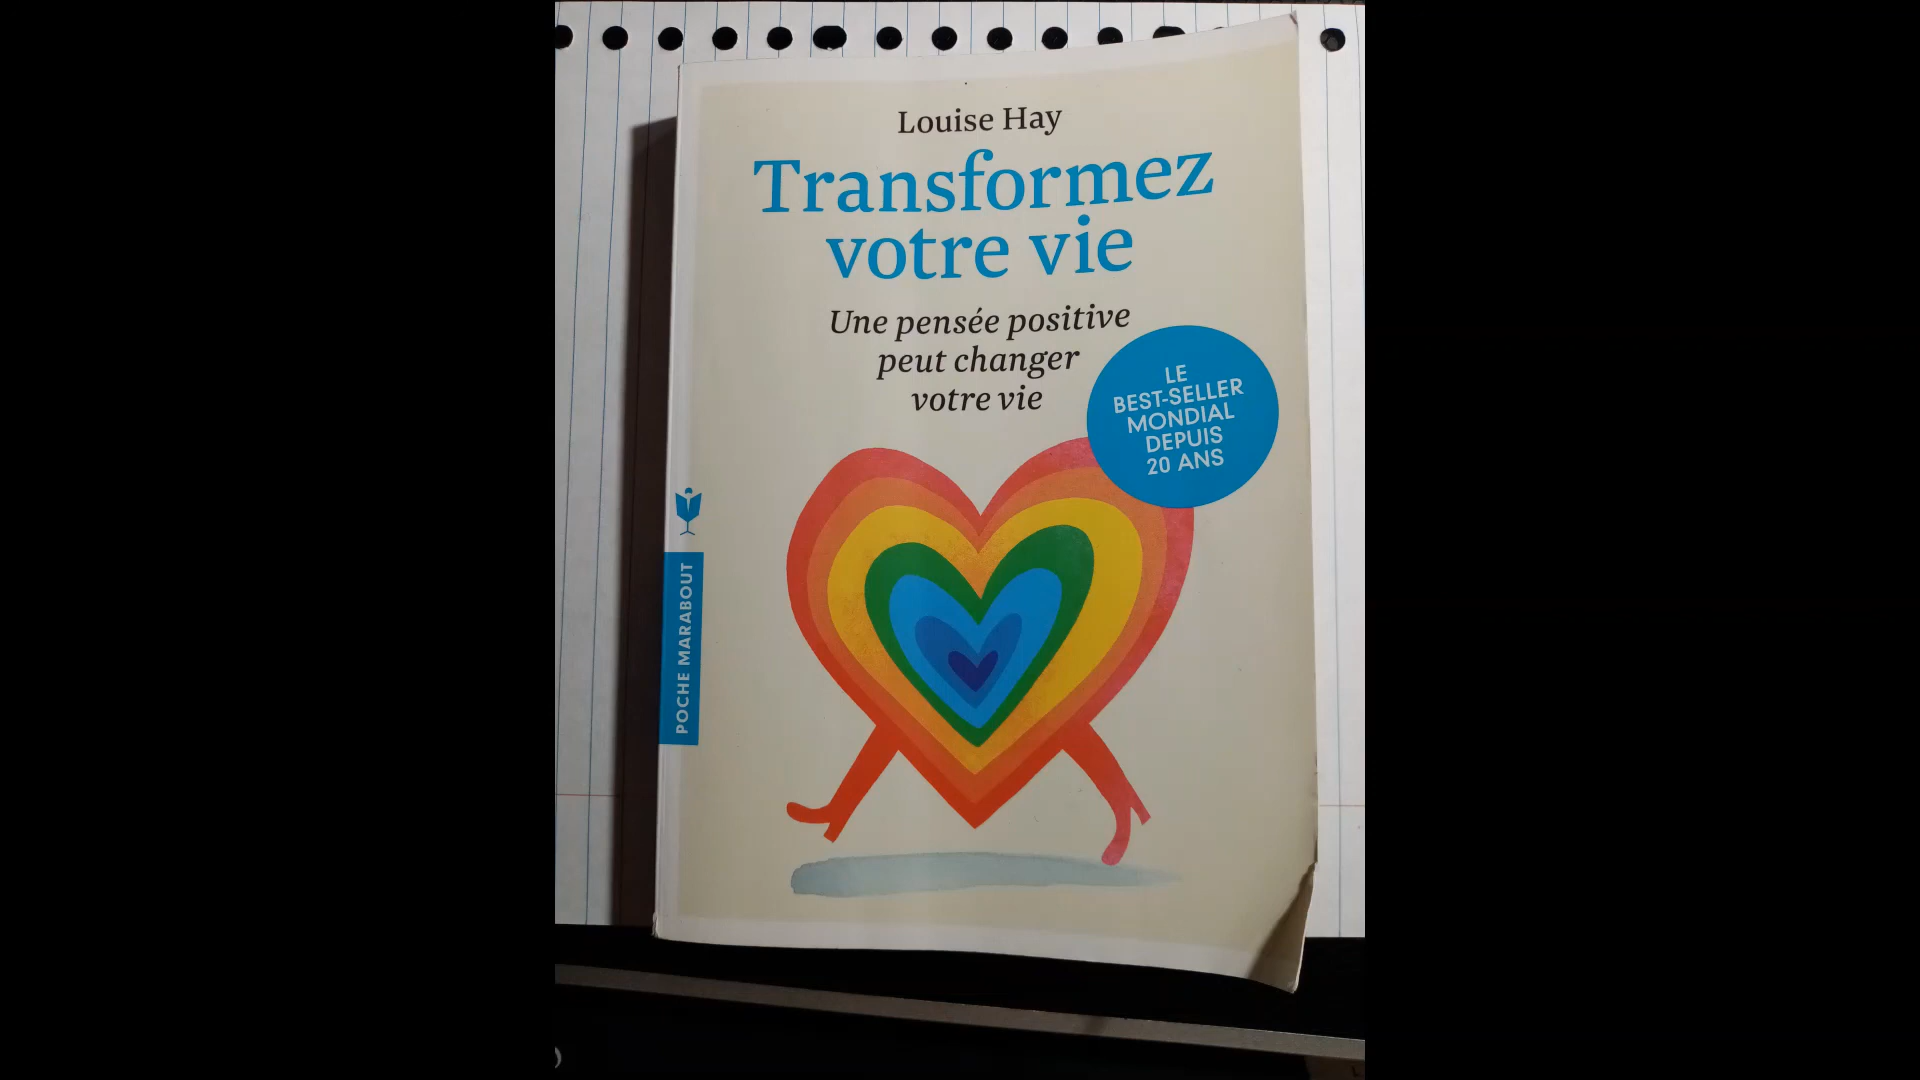 Louise Hay
Transformez
votre vie
Une pensée positive
peut changer
votre vie
LE
BEST-SELLER
MONDIAL
DEPUIS
20 ANS
POCHE MARABOUT